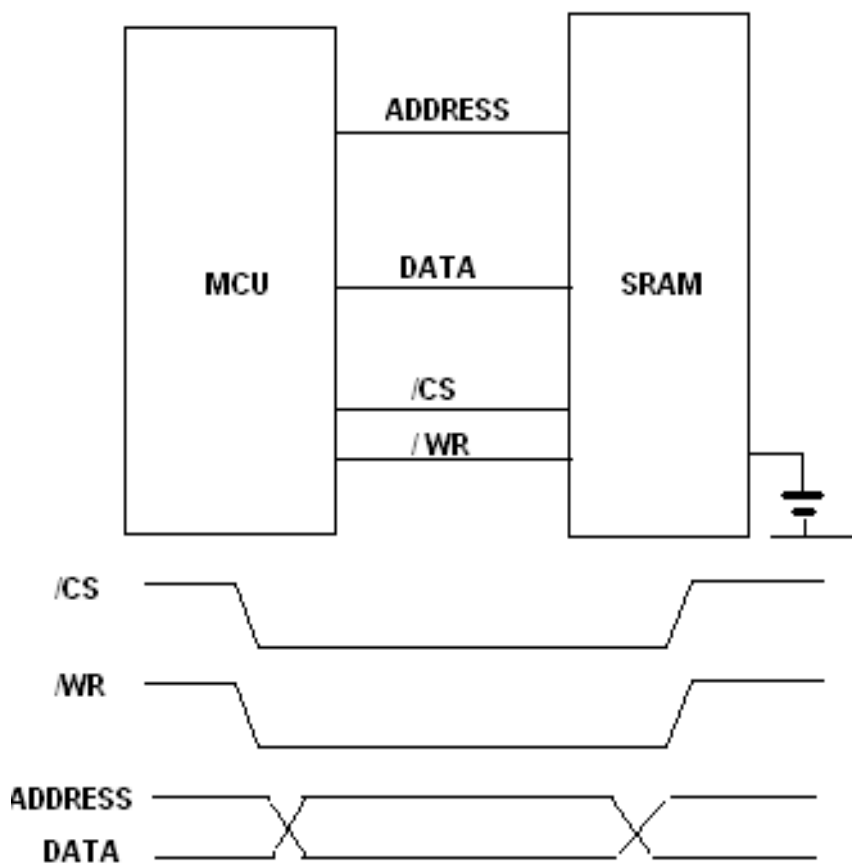 ADDRESS
MCU
DATA
SRAM
/CS
/ WR
/CS
/WR
ADDRESS
DATA